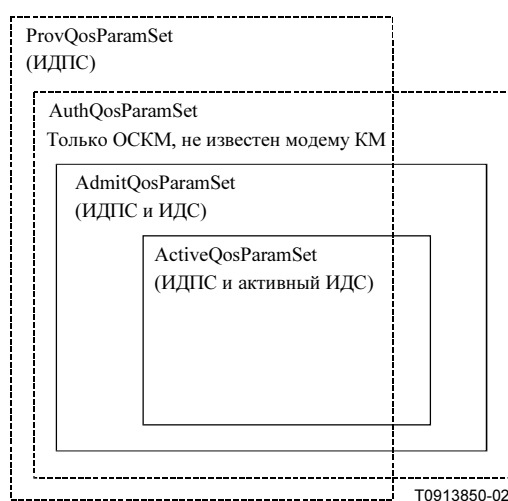 ProvQosParamSet
(ИДПС)
AuthQosParamSet
Только ОСКМ, не известен модему КМ
AdmitQosParamSet
(ИДПС и ИДС)
ActiveQosParamSet
(ИДПС и активный ИДС)
T0913850-02